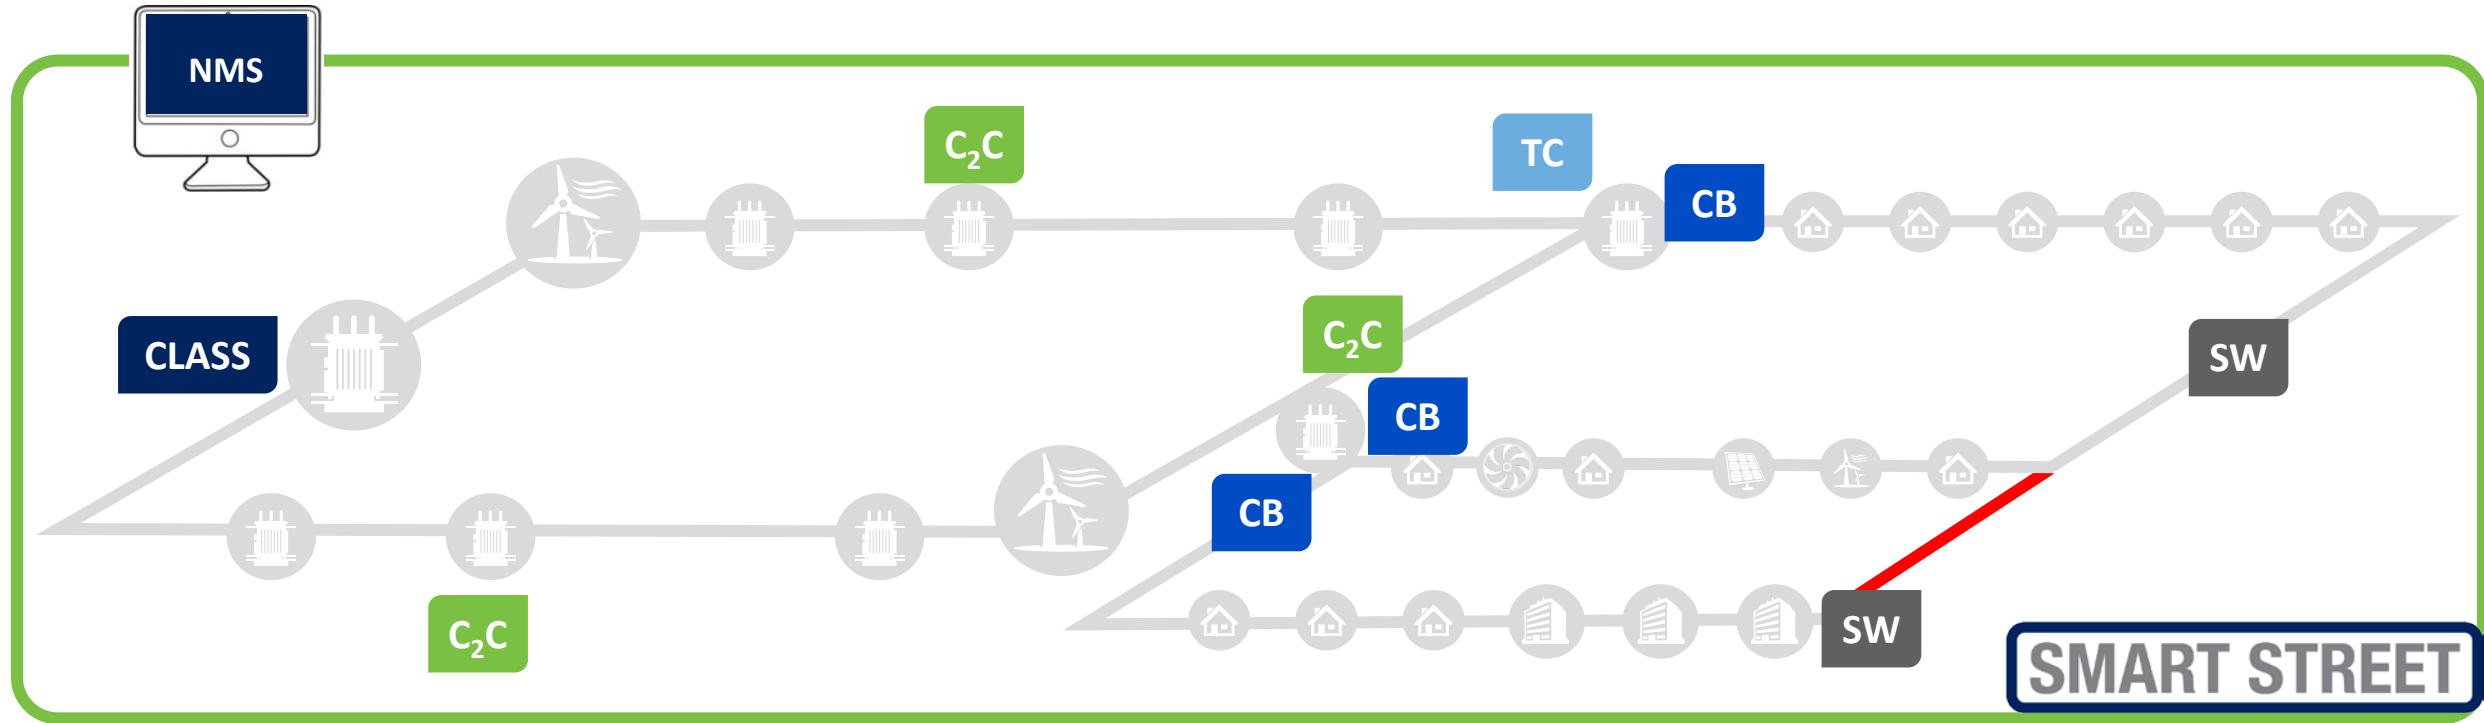 NMS
C₂C
TC
CB
CLASS
C₂C
SW
CB
CB
C₂C
SW
SMART STREET